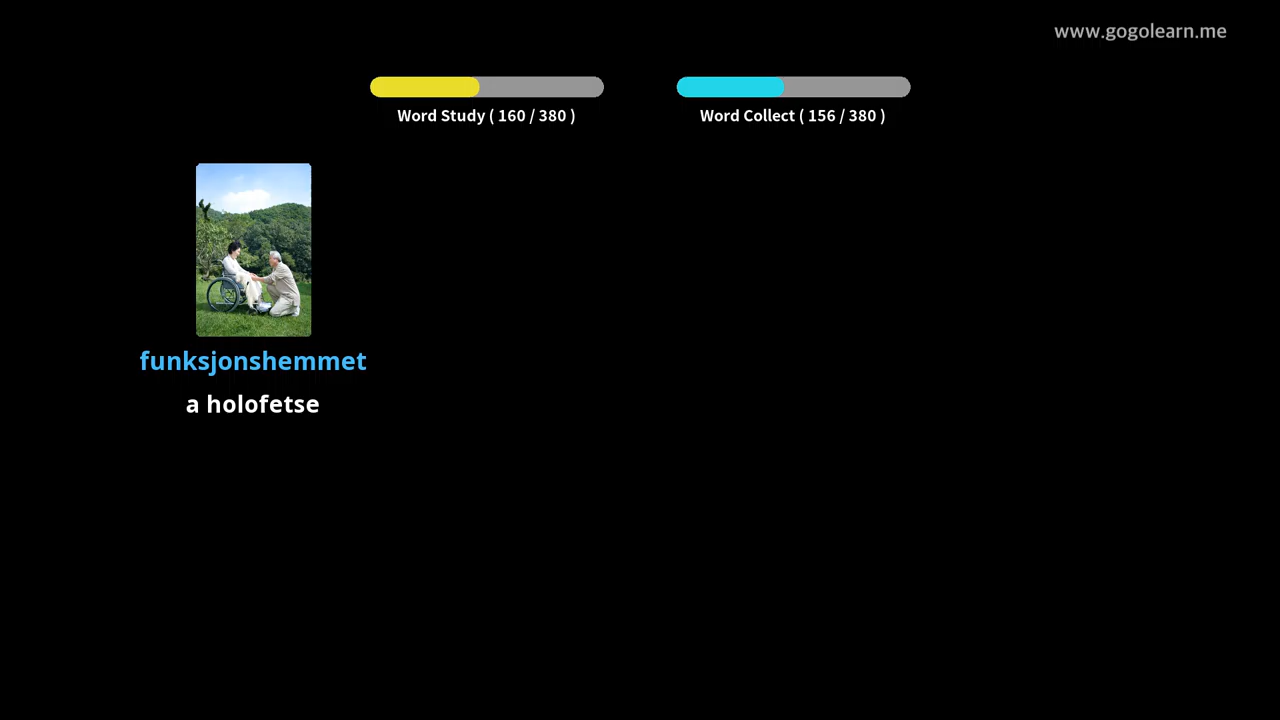 www.gogolearn.me
Word Study ( 160 / 380 )
Word Collect ( 156 / 380 )
funksjonshemmet
a holofetse